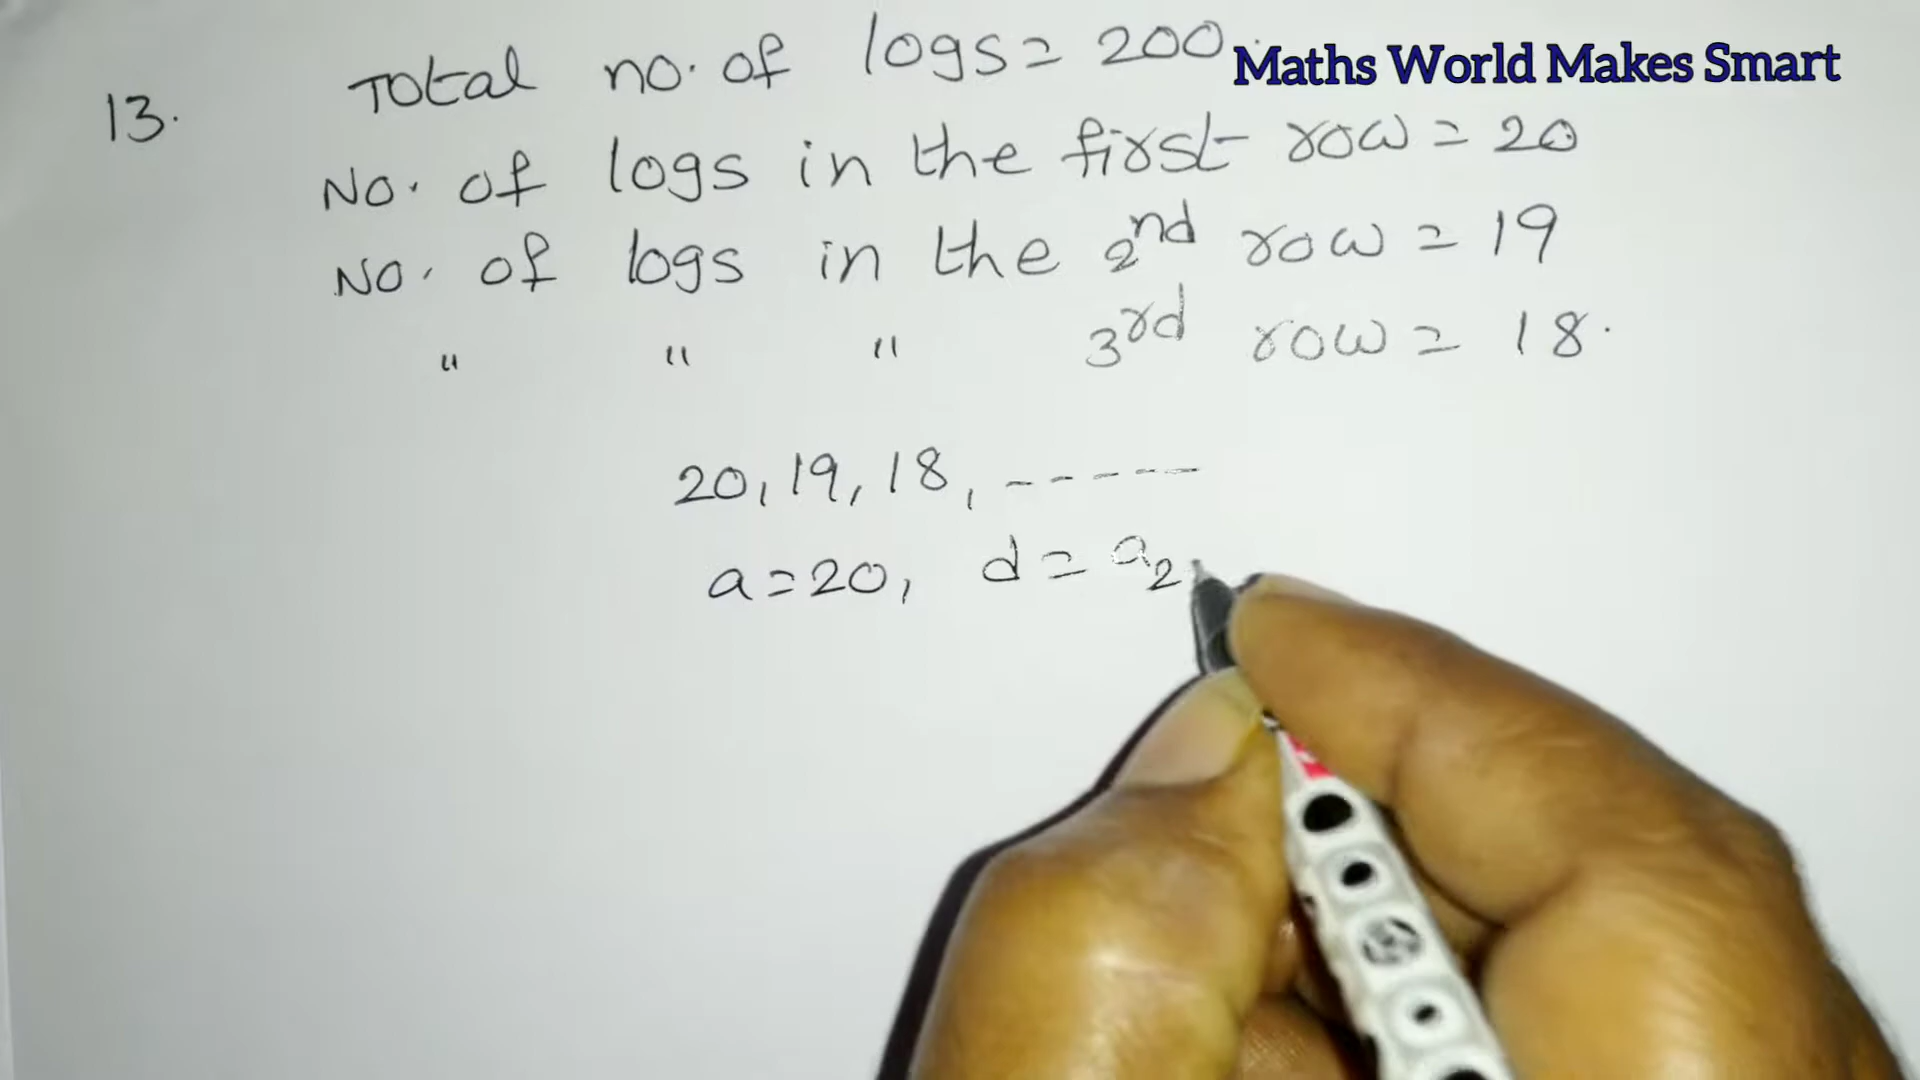 Maths World Makes Smart
13. Total no. of logs = 200.
No. of logs in the first row = 20
No. of logs in the 2nd row = 19
" " " 3rd row = 18.
20, 19, 18, -----
a = 20, d = a2